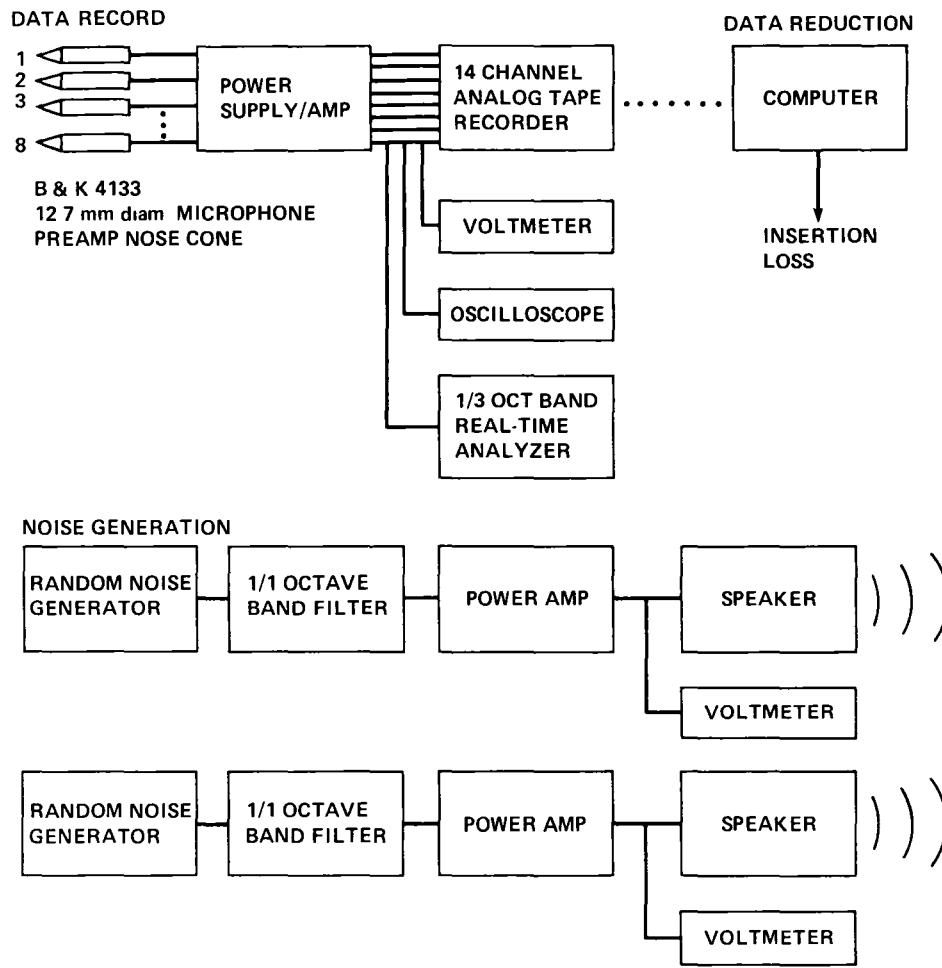 DATA RECORD
DATA REDUCTION
1
2
3
8
POWER
SUPPLY/AMP
14 CHANNEL
ANALOG TAPE
RECORDER
COMPUTER
B & K 4133
12 7 mm diam MICROPHONE
PREAMP NOSE CONE
VOLTMETER
INSERTION
LOSS
OSCILLOSCOPE
1/3 OCT BAND
REAL-TIME
ANALYZER
NOISE GENERATION
RANDOM NOISE
GENERATOR
1/1 OCTAVE
BAND FILTER
POWER AMP
SPEAKER
VOLTMETER
RANDOM NOISE
GENERATOR
1/1 OCTAVE
BAND FILTER
POWER AMP
SPEAKER
VOLTMETER